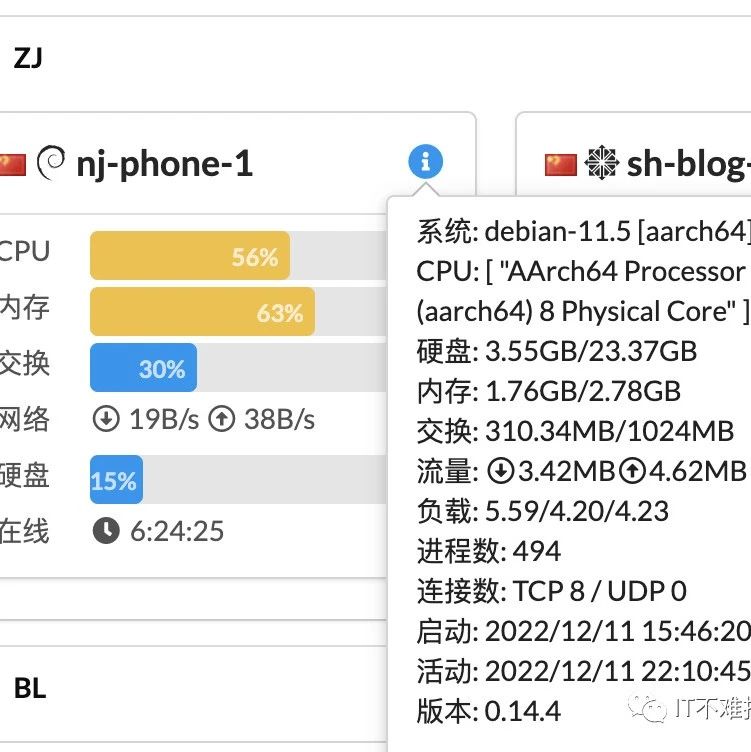 ZJ
nj-phone-1
sh-blog-
CPU
56%
内存
63%
交换
30%
网络
19B/s 38B/s
硬盘
15%
在线
6:24:25
系统: debian-11.5 [aarch64]
CPU: [ "AArch64 Processor
(aarch64) 8 Physical Core" ]
硬盘: 3.55GB/23.37GB
内存: 1.76GB/2.78GB
交换: 310.34MB/1024MB
流量: 3.42MB 4.62MB
负载: 5.59/4.20/4.23
进程数: 494
连接数: TCP 8 / UDP 0
启动: 2022/12/11 15:46:20
活动: 2022/12/11 22:10:45
版本: 0.14.4
BL
IT不难